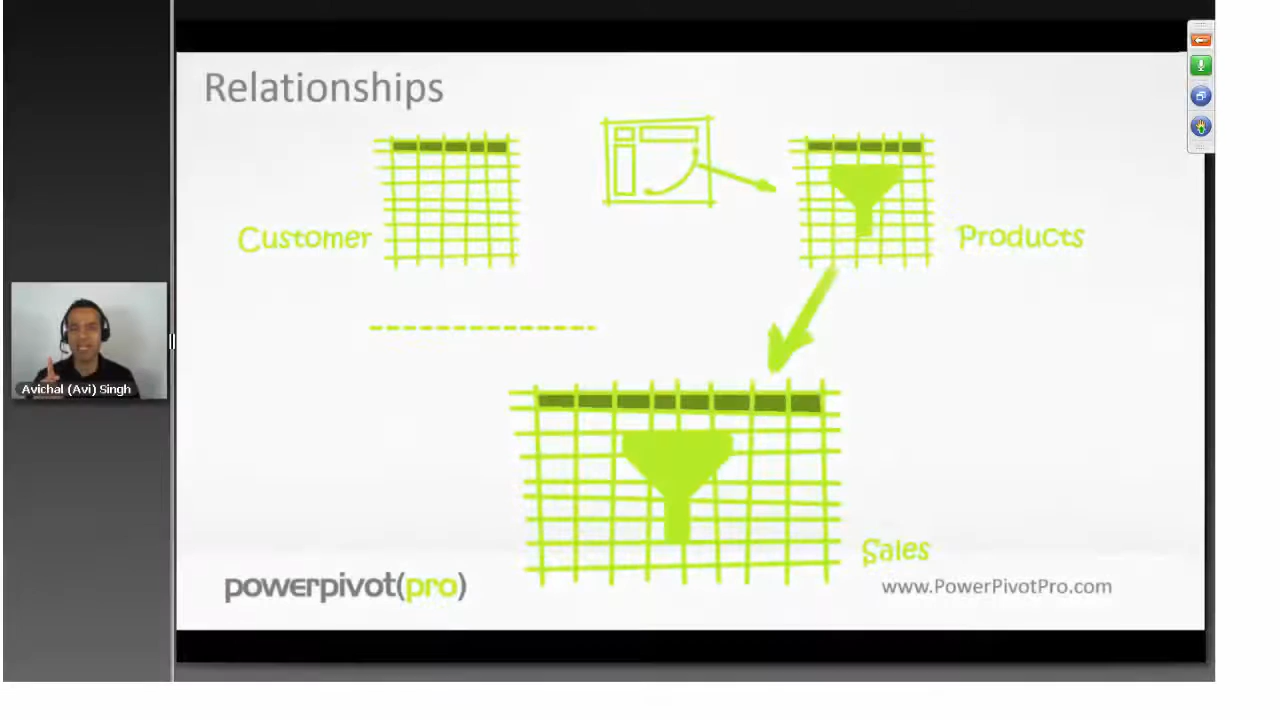 Relationships
Customer
Products
Avichal (Avi) Singh
Sales
powerpivot(pro)
www.PowerPivotPro.com